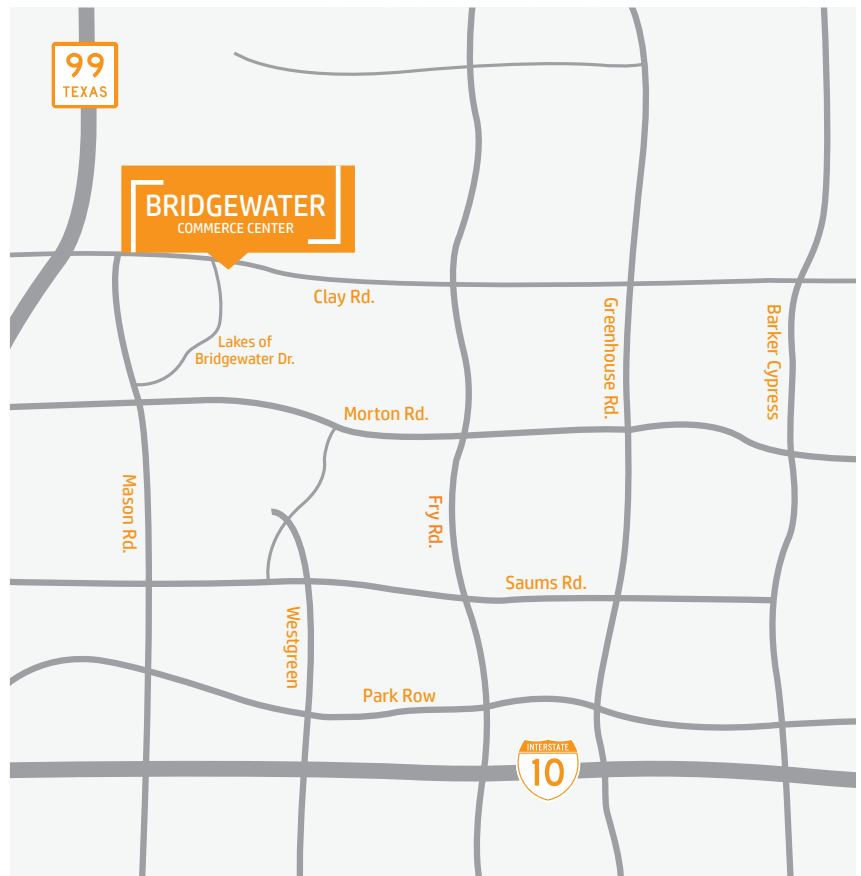 99
TEXAS
BRIDGEWATER
COMMERCE CENTER
Clay Rd.
Greenhouse Rd.
Barker Cypress
Lakes of
Bridgewater Dr.
Morton Rd.
Mason Rd.
Fry Rd.
Saums Rd.
Westgreen
Park Row
INTERSTATE
10